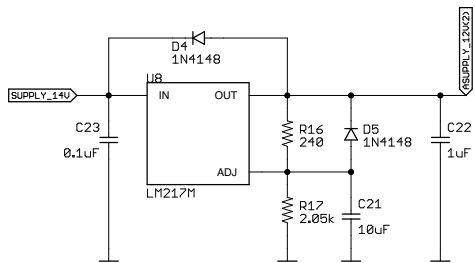 D4
1N4148
ASUPPLY_12V(2)
U8
SUPPLY_14V
IN OUT
C23
0.1uF
R16
240
D5
1N4148
C22
1uF
ADJ
LM217M
R17
2.05k
C21
10uF